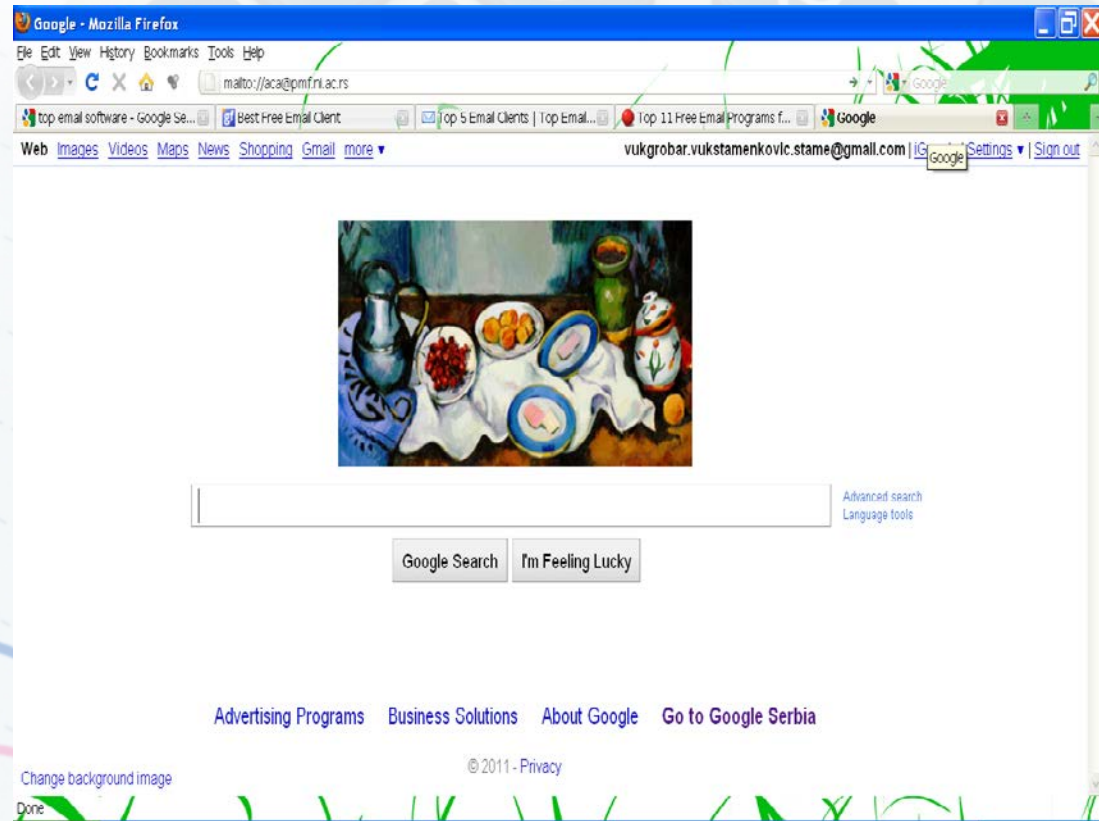 Google - Mozilla Firefox
File Edit View History Bookmarks Tools Help
mailto://aca@pmf.ni.ac.rs
Google
top email software - Google Se...
Best Free Email Client
Top 5 Email Clients | Top Email...
Top 11 Free Email Programs f...
Google
Web Images Videos Maps News Shopping Gmail more ▼
vukgrobar.vukstamenkovic.stame@gmail.com | Settings ▼ | Sign out
Google
Advanced search
Language tools
Google Search
I'm Feeling Lucky
Advertising Programs Business Solutions About Google Go to Google Serbia
© 2011 - Privacy
Change background image
Done